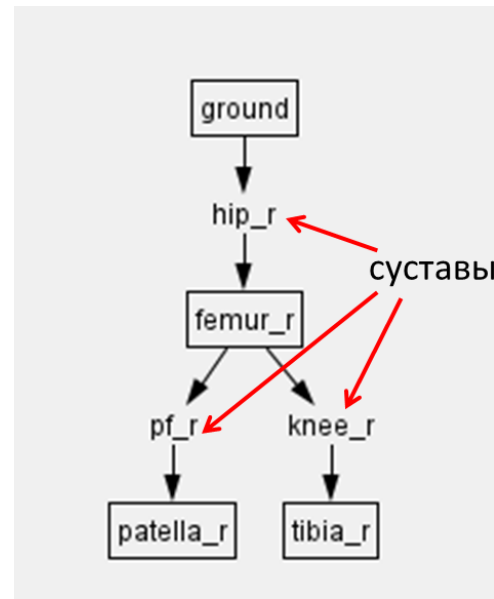 ground
hip_r
суставы
femur_r
pf_r
knee_r
patella_r
tibia_r